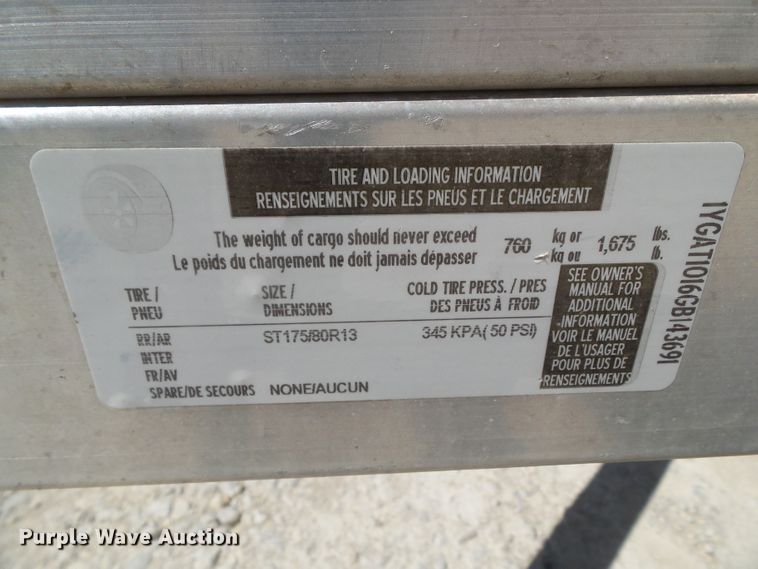 TIRE AND LOADING INFORMATION
RENSEIGNEMENTS SUR LES PNEUS ET LE CHARGEMENT
The weight of cargo should never exceed 760 kg or 1,675 lbs.
Le poids du chargement ne doit jamais dépasser kg ou lb.
TIRE / SIZE / COLD TIRE PRESS. / PRES
PNEU DIMENSIONS DES PNEUS À FROID
RR/AR ST175/80R13 345 KPA( 50 PSI)
INTER
FR/AV
SPARE/DE SECOURS NONE/AUCUN
SEE OWNER'S
MANUAL FOR
ADDITIONAL
INFORMATION
VOIR LE MANUEL
DE L'USAGER
POUR PLUS DE
RENSEIGNEMENTS
1YGAT1016GB143691
Purple Wave Auction